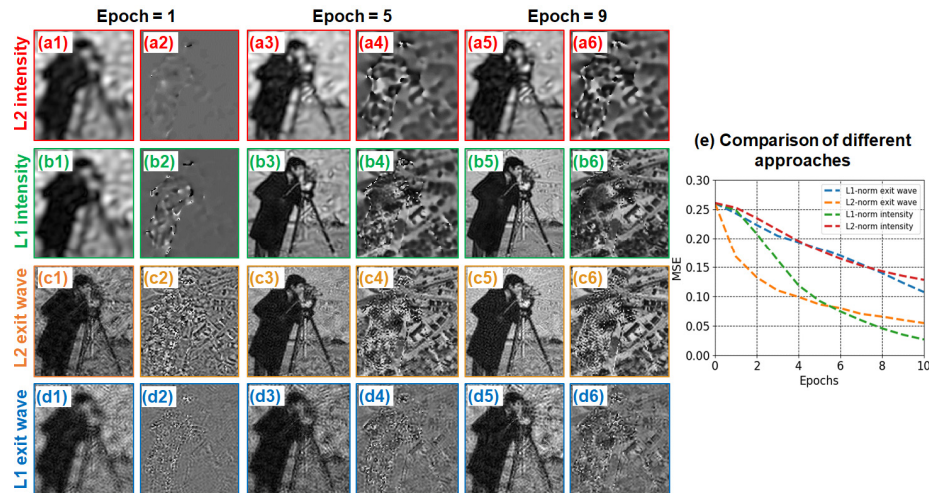 Epoch = 1 Epoch = 5 Epoch = 9
L2 intensity
(a1) (a2) (a3) (a4) (a5) (a6)
L1 intensity
(b1) (b2) (b3) (b4) (b5) (b6)
L2 exit wave
(c1) (c2) (c3) (c4) (c5) (c6)
L1 exit wave
(d1) (d2) (d3) (d4) (d5) (d6)
(e) Comparison of different
approaches
0.30
0.25
0.20
0.15
0.10
0.05
0.00
MSE
L1-norm exit wave
L2-norm exit wave
L1-norm intensity
L2-norm intensity
0 2 4 6 8 10
Epochs